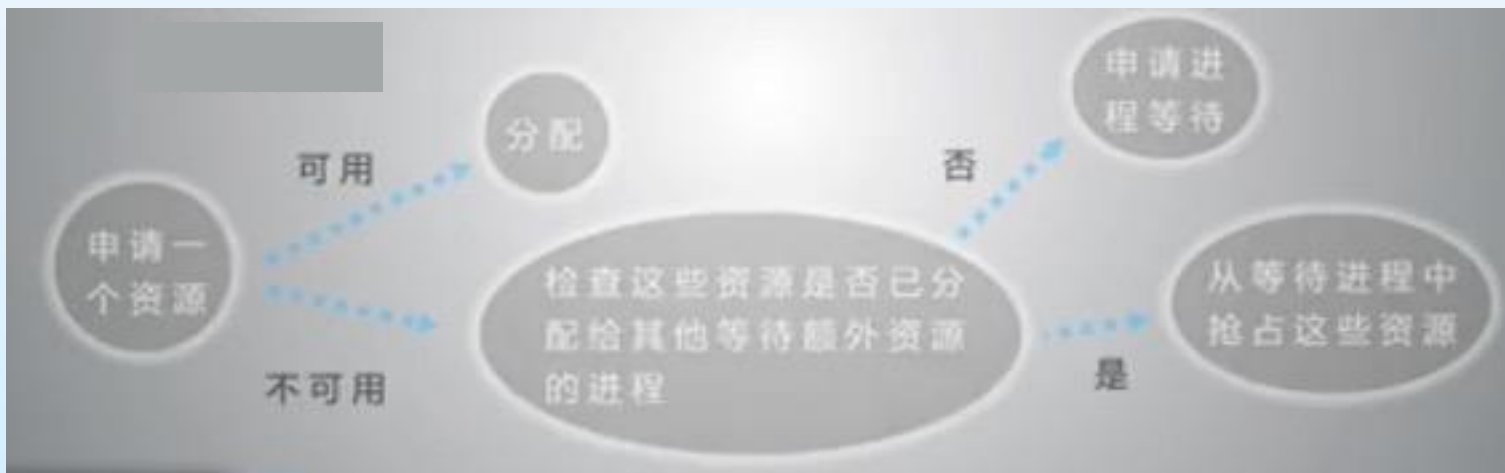 申请进
程等待
分配
否
可用
申请一
个资源
从等待进程中
抢占这些资源
检查这些资源是否已分
配给其他等待额外资源
的进程
是
不可用